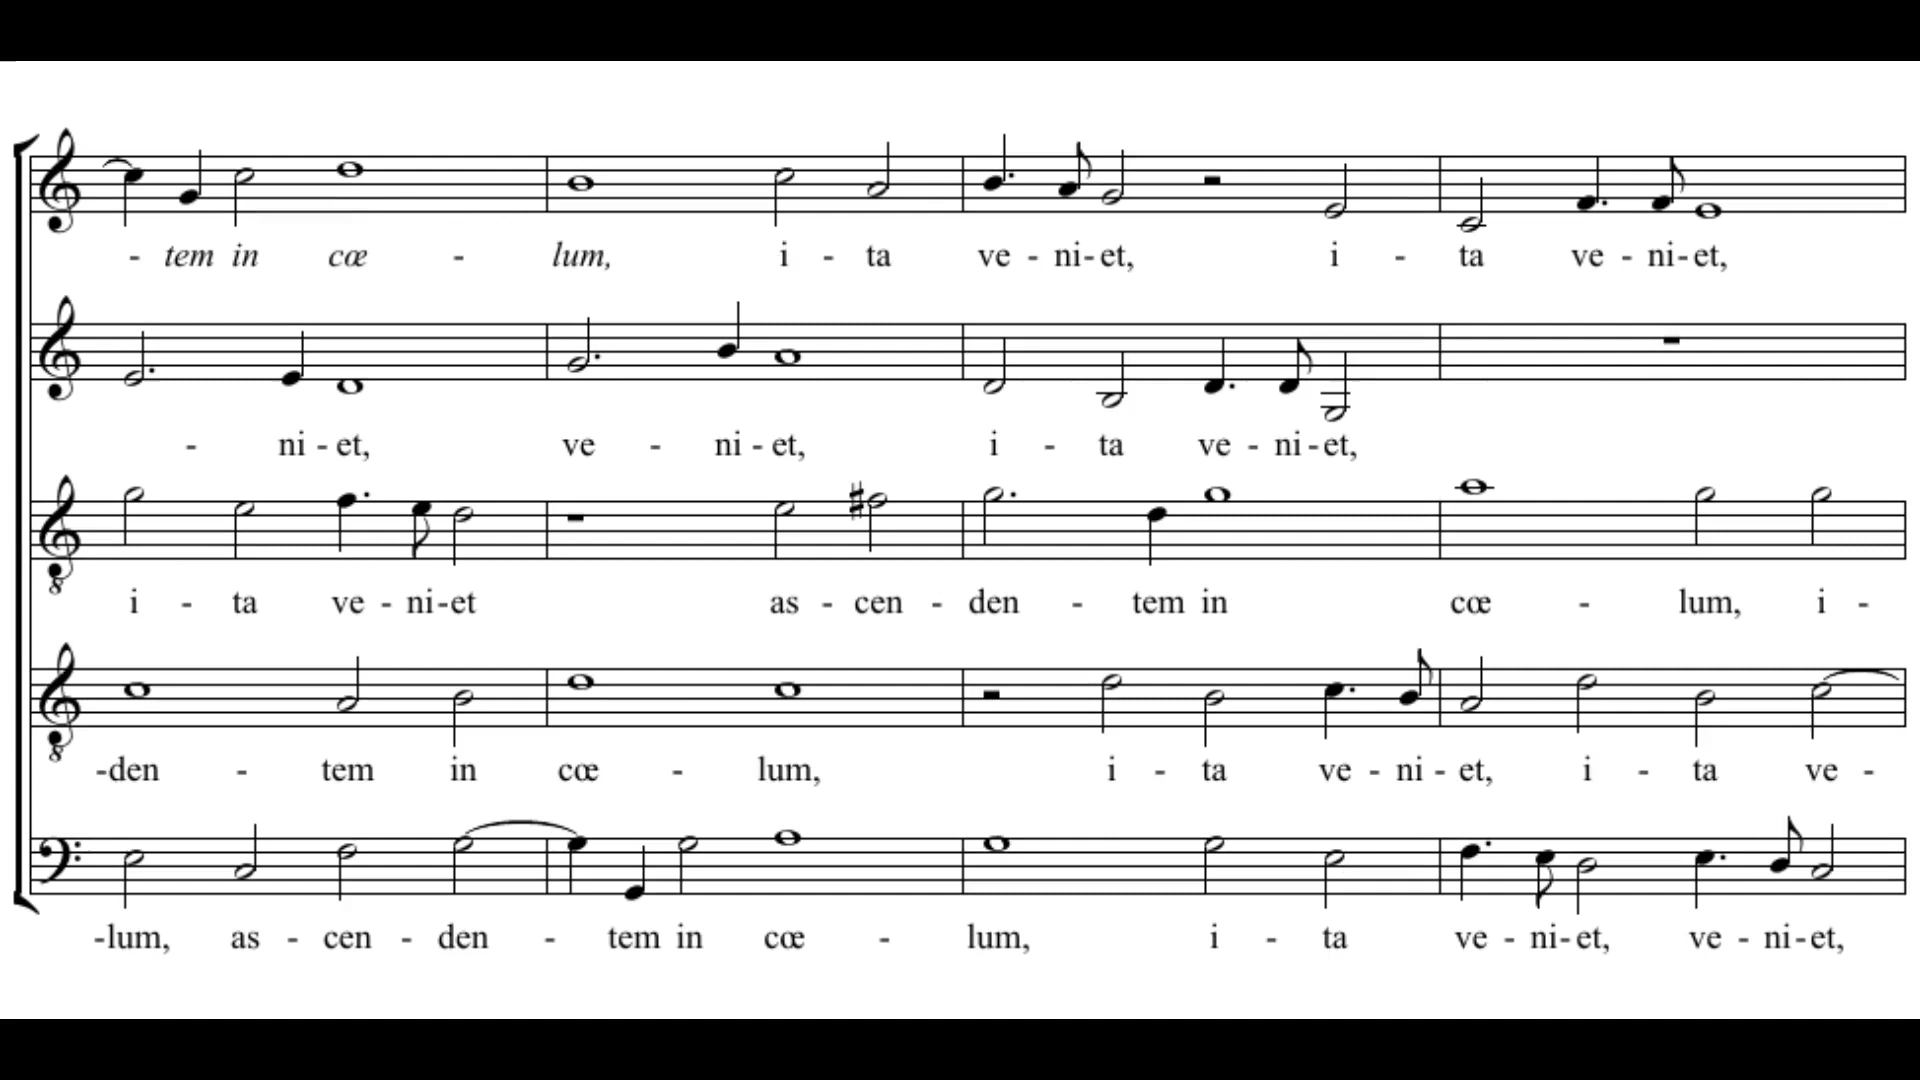 - tem in cœ - lum, i - ta ve - ni - et, i - ta ve - ni - et,
- ni - et, ve - ni - et, i - ta ve - ni - et,
i - ta ve - ni - et as - cen - den - tem in cœ - lum, i -
-den - tem in cœ - lum, i - ta ve - ni - et, i - ta ve -
-lum, as - cen - den - tem in cœ - lum, i - ta ve - ni - et, ve - ni - et,